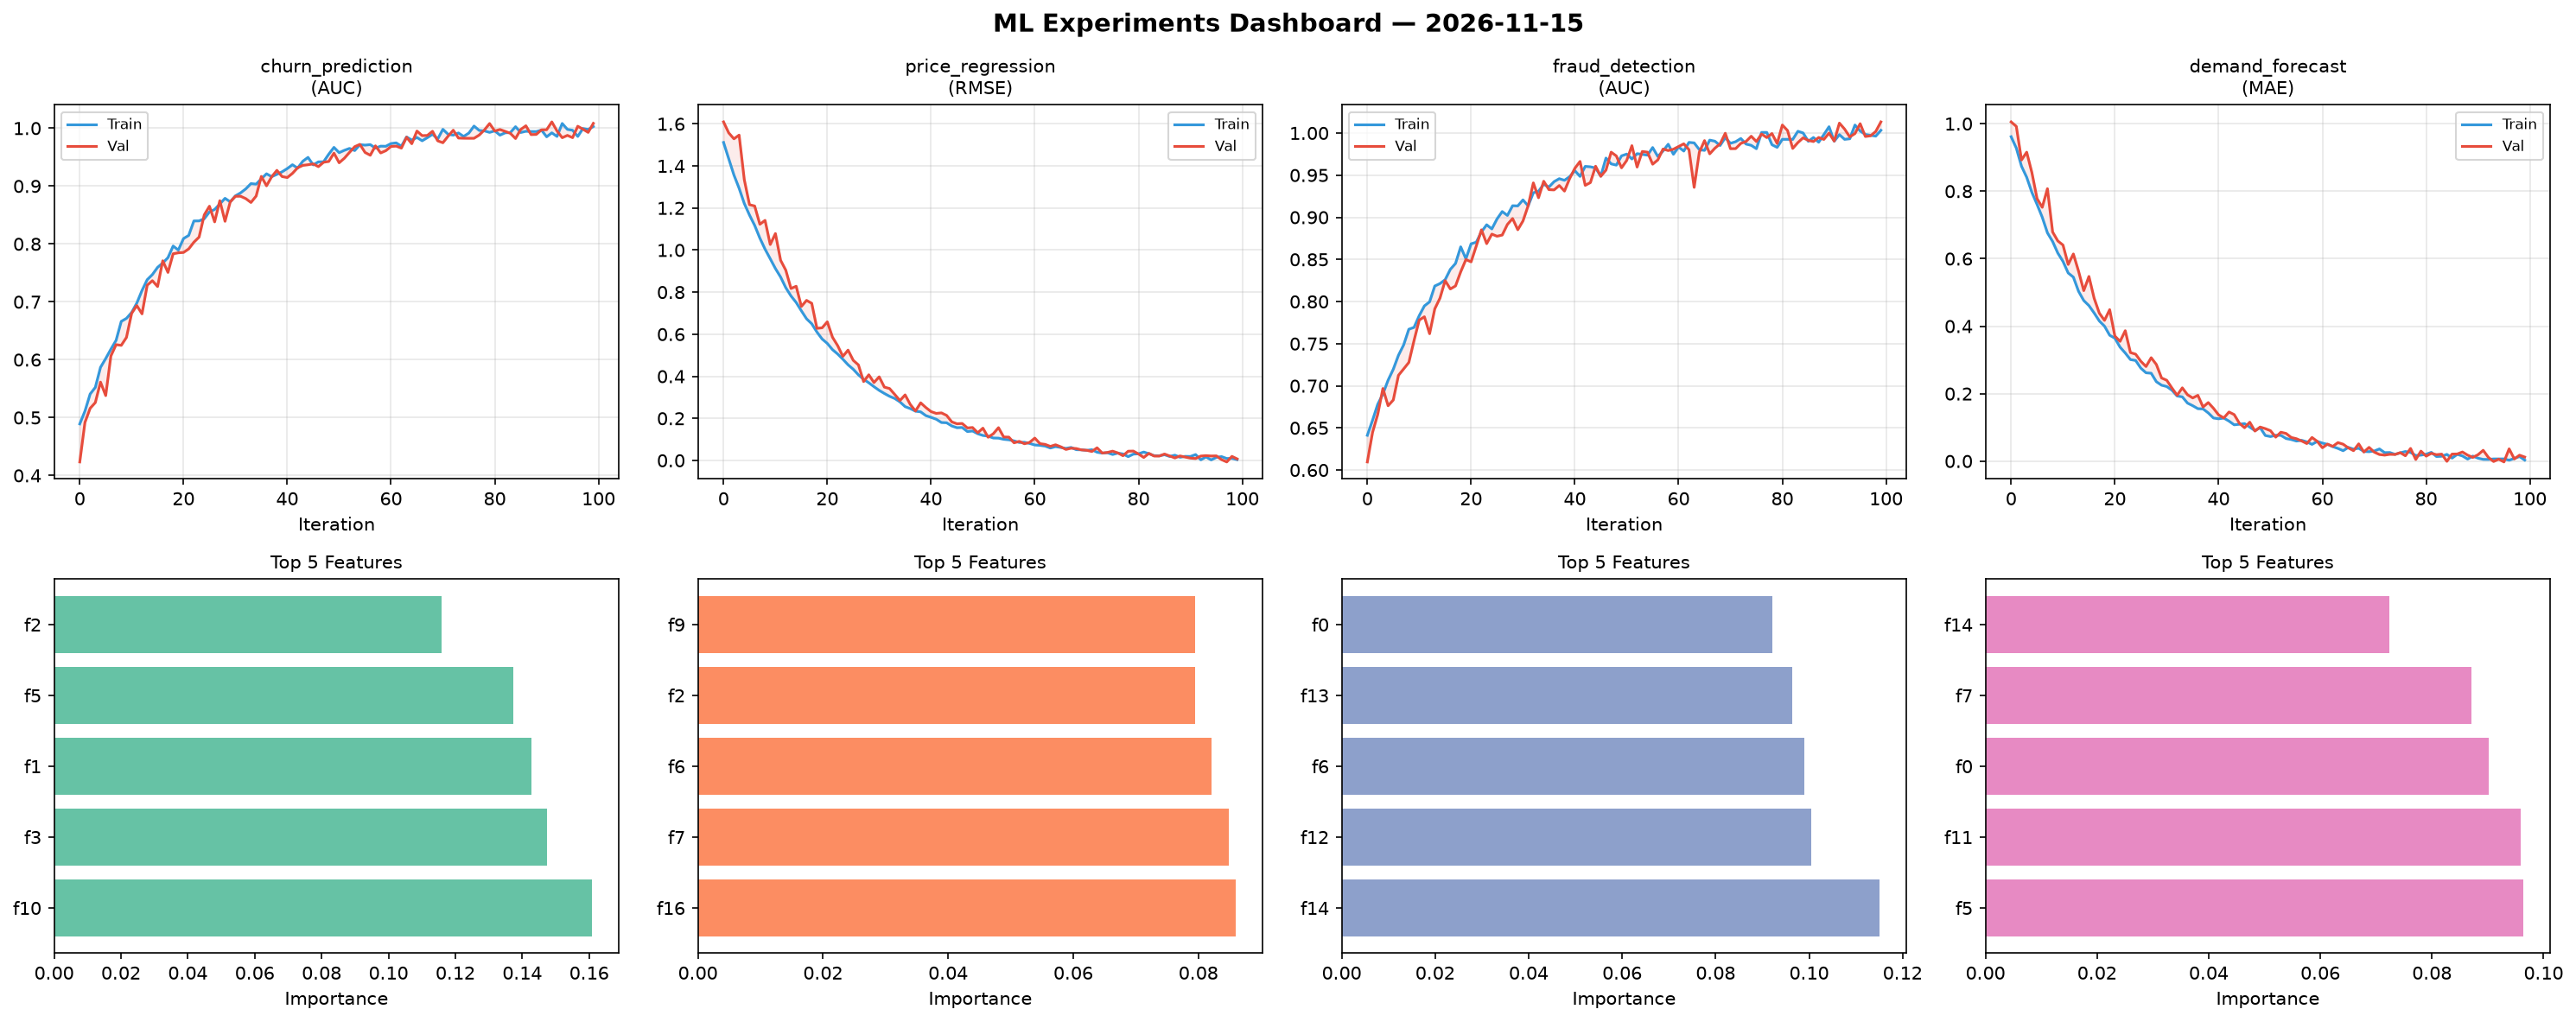 ML Experiments Dashboard — 2026-11-15
churn_prediction
(AUC)
Train
Val
1.0
0.9
0.8
0.7
0.6
0.5
0.4
0 20 40 60 80 100
Iteration
price_regression
(RMSE)
Train
Val
1.6
1.4
1.2
1.0
0.8
0.6
0.4
0.2
0.0
0 20 40 60 80 100
Iteration
fraud_detection
(AUC)
Train
Val
1.00
0.95
0.90
0.85
0.80
0.75
0.70
0.65
0.60
0 20 40 60 80 100
Iteration
demand_forecast
(MAE)
Train
Val
1.0
0.8
0.6
0.4
0.2
0.0
0 20 40 60 80 100
Iteration
Top 5 Features
f2
f5
f1
f3
f10
0.00 0.02 0.04 0.06 0.08 0.10 0.12 0.14 0.16
Importance
Top 5 Features
f9
f2
f6
f7
f16
0.00 0.02 0.04 0.06 0.08
Importance
Top 5 Features
f0
f13
f6
f12
f14
0.00 0.02 0.04 0.06 0.08 0.10 0.12
Importance
Top 5 Features
f14
f7
f0
f11
f5
0.00 0.02 0.04 0.06 0.08 0.10
Importance